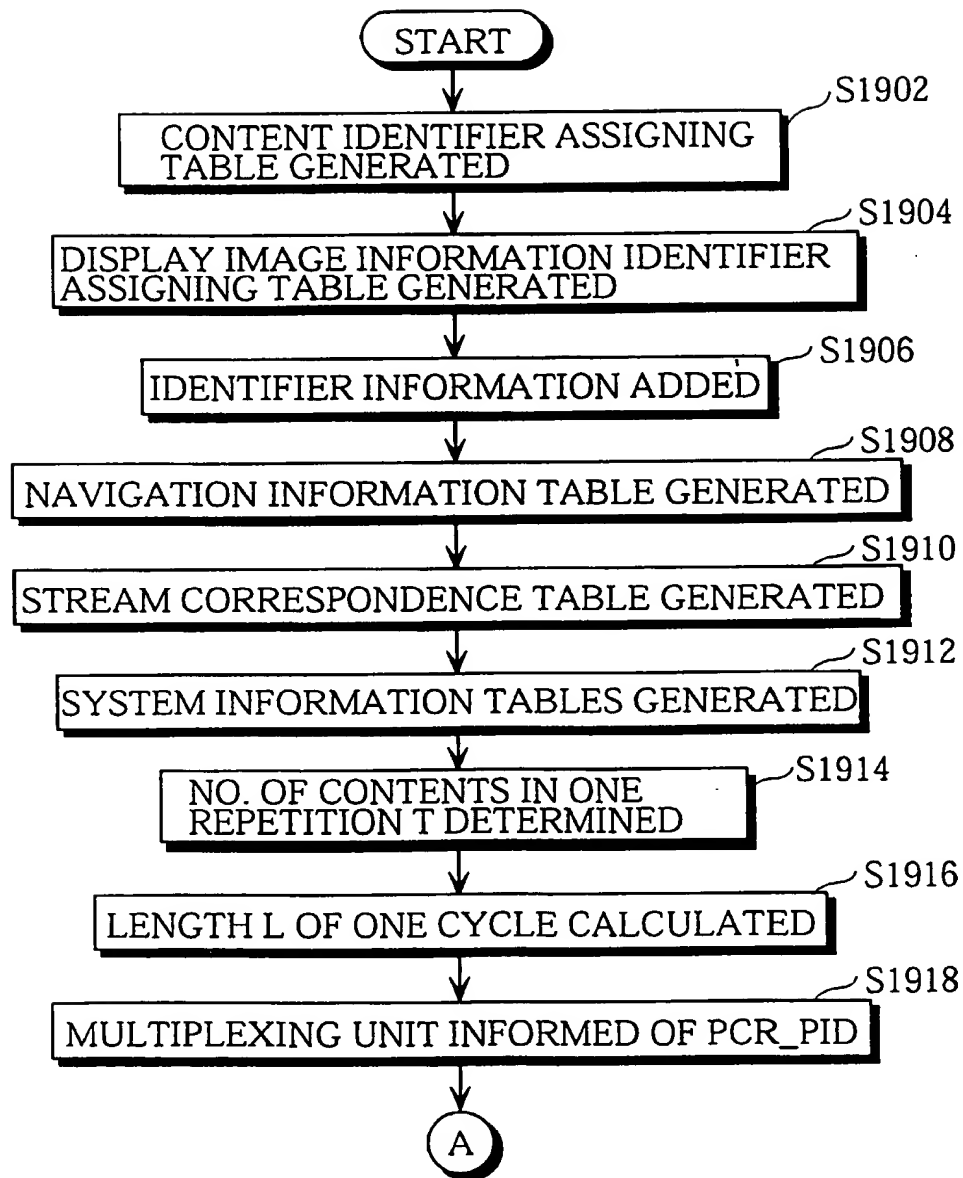 START
S1902
CONTENT IDENTIFIER ASSIGNING
TABLE GENERATED
S1904
DISPLAY IMAGE INFORMATION IDENTIFIER
ASSIGNING TABLE GENERATED
S1906
IDENTIFIER INFORMATION ADDED
S1908
NAVIGATION INFORMATION TABLE GENERATED
S1910
STREAM CORRESPONDENCE TABLE GENERATED
S1912
SYSTEM INFORMATION TABLES GENERATED
S1914
NO. OF CONTENTS IN ONE
REPETITION T DETERMINED
S1916
LENGTH L OF ONE CYCLE CALCULATED
S1918
MULTIPLEXING UNIT INFORMED OF PCR_PID
A